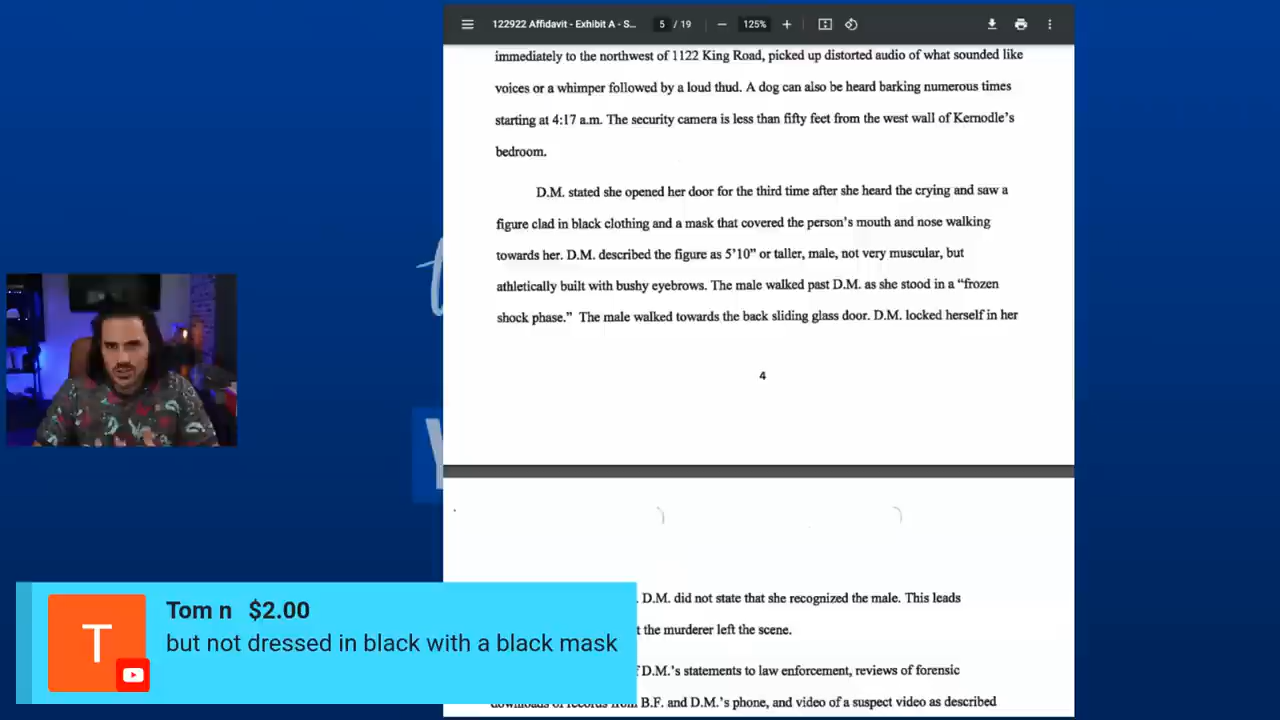 122922 Affidavit - Exhibit A - S...
5 / 19
125%
immediately to the northwest of 1122 King Road, picked up distorted audio of what sounded like
voices or a whimper followed by a loud thud. A dog can also be heard barking numerous times
starting at 4:17 a.m. The security camera is less than fifty feet from the west wall of Kernodle's
bedroom.
D.M. stated she opened her door for the third time after she heard the crying and saw a
figure clad in black clothing and a mask that covered the person's mouth and nose walking
towards her. D.M. described the figure as 5'10" or taller, male, not very muscular, but
athletically built with bushy eyebrows. The male walked past D.M. as she stood in a "frozen
shock phase." The male walked towards the back sliding glass door. D.M. locked herself in her
4
D.M. did not state that she recognized the male. This leads
the murderer left the scene.
D.M.'s statements to law enforcement, reviews of forensic
downloads of records from B.F. and D.M.'s phone, and video of a suspect video as described
Tom n $2.00
T
but not dressed in black with a black mask